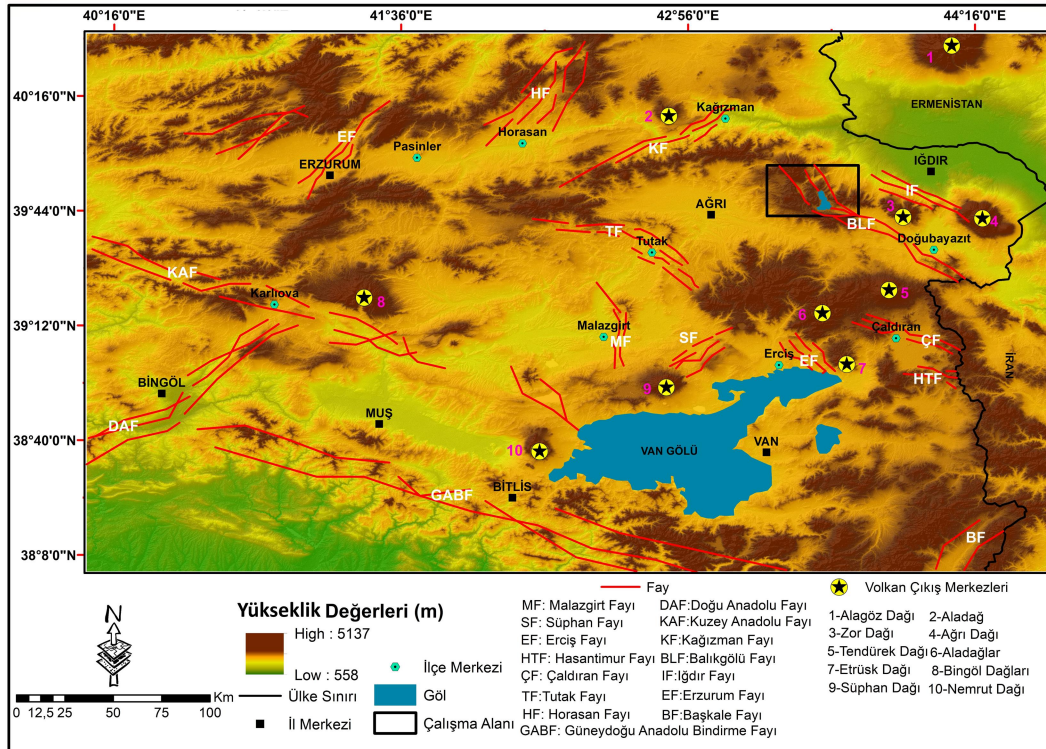 40°16'0"E 41°36'0"E 42°56'0"E 44°16'0"E
40°16'0"N
39°44'0"N
39°12'0"N
38°40'0"N
38°8'0"N
1
ERMENİSTAN
HF
2
Kağızman
EF
Horasan
Pasinler
KF
ERZURUM
IĞDIR
IF
AĞRI
3
4
BLF
TF
Doğubayazıt
Tutak
KAF
Karlıova
8
5
6
Malazgirt
MF
SF
Çaldıran
ÇF
İRAN
Erciş
EF
7
HTF
BİNGÖL
9
MUŞ
DAF
10
VAN GÖLÜ
VAN
BİTLİS
GABF
BF
N
Yükseklik Değerleri (m)
High : 5137
Low : 558
Km
0 12,5 25 50 75 100
İlçe Merkezi
Ülke Sınırı
Göl
İl Merkezi
Çalışma Alanı
Fay
MF: Malazgirt Fayı DAF:Doğu Anadolu Fayı
SF: Süphan Fayı KAF:Kuzey Anadolu Fayı
EF: Erciş Fayı KF:Kağızman Fayı
HTF: Hasantimur Fayı BLF:Balıkgölü Fayı
ÇF: Çaldıran Fayı IF:Iğdır Fayı
TF:Tutak Fayı EF:Erzurum Fayı
HF: Horasan Fayı BF:Başkale Fayı
GABF: Güneydoğu Anadolu Bindirme Fayı
Volkan Çıkış Merkezleri
1-Alagöz Dağı 2-Aladağ
3-Zor Dağı 4-Ağrı Dağı
5-Tendürek Dağı 6-Aladağlar
7-Etrüsk Dağı 8-Bingöl Dağları
9-Süphan Dağı 10-Nemrut Dağı